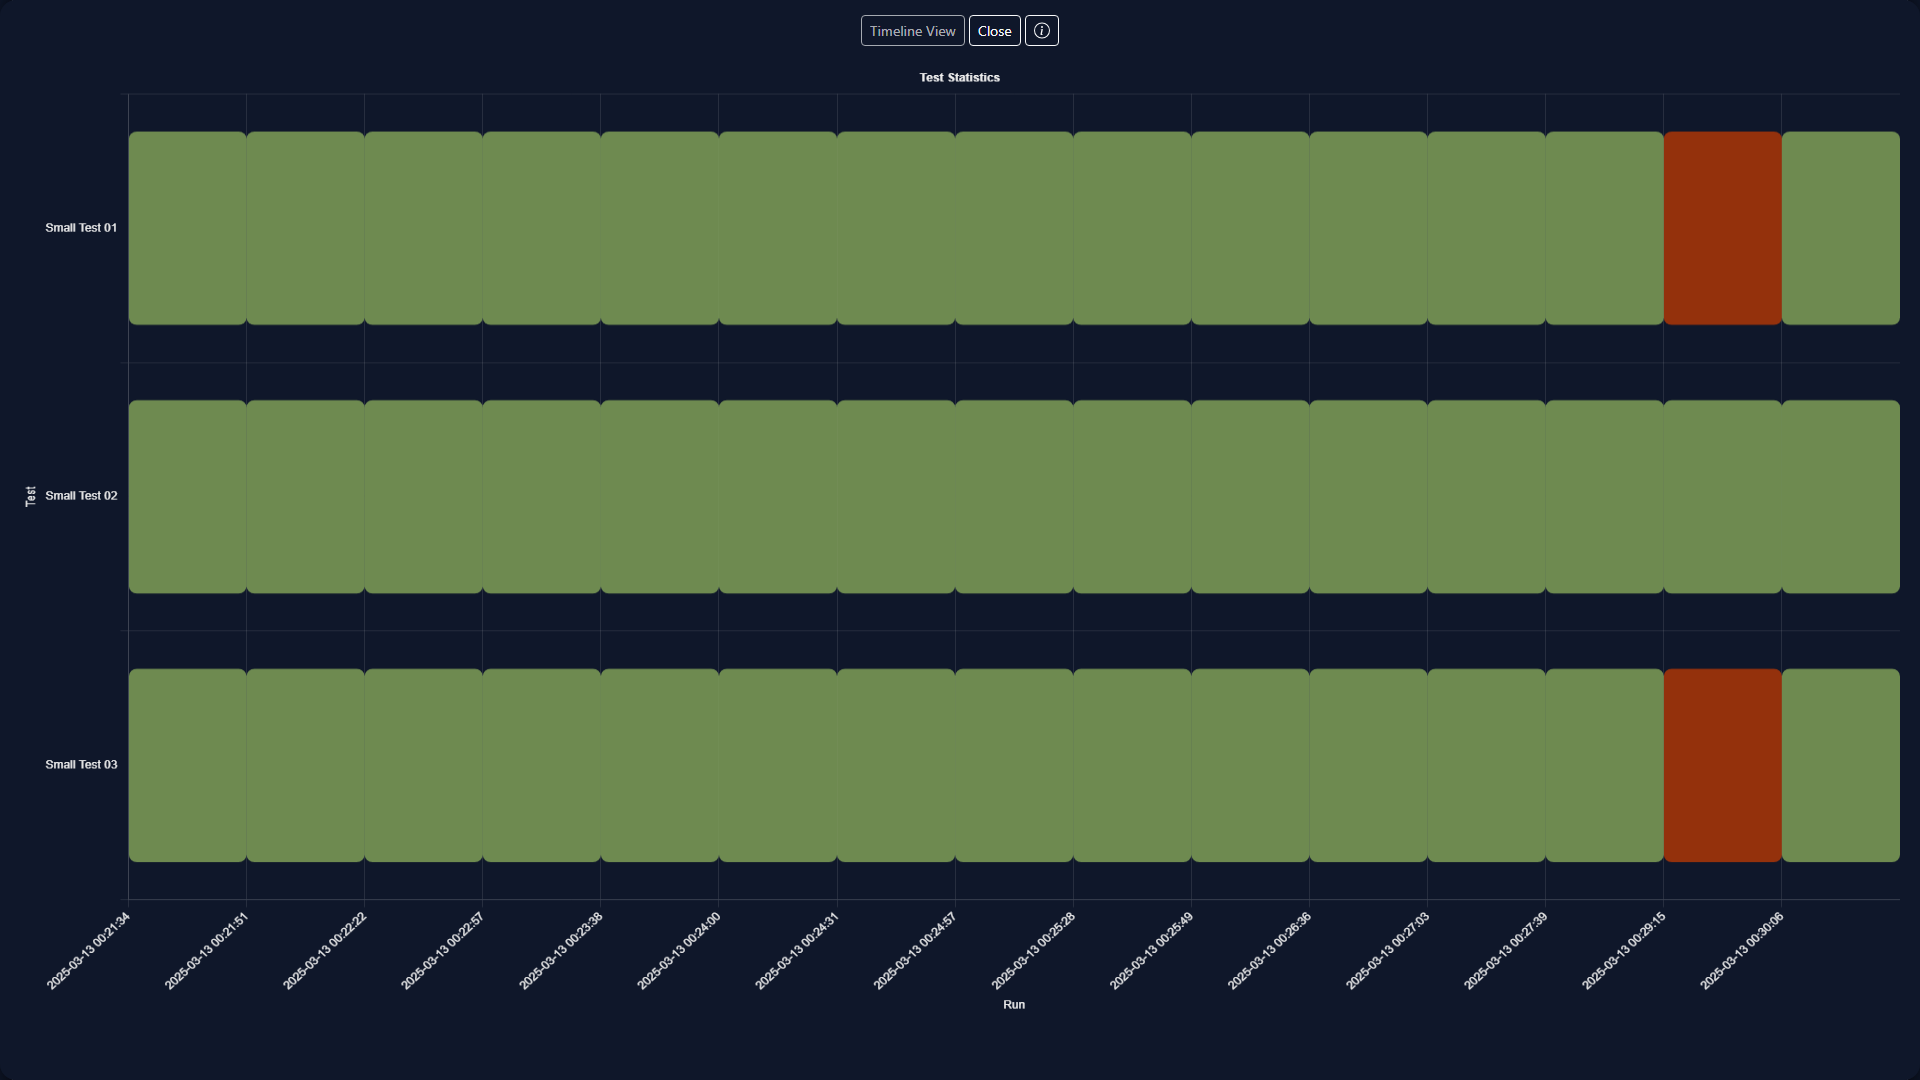 Timeline View
Close
Test Statistics
Small Test 01
Small Test 02
Small Test 03
Test
2025-03-13 00:21:34
2025-03-13 00:21:51
2025-03-13 00:22:22
2025-03-13 00:22:57
2025-03-13 00:23:38
2025-03-13 00:24:00
2025-03-13 00:24:31
2025-03-13 00:24:57
2025-03-13 00:25:28
2025-03-13 00:25:49
2025-03-13 00:26:36
2025-03-13 00:27:03
2025-03-13 00:27:39
2025-03-13 00:29:15
2025-03-13 00:30:06
Run